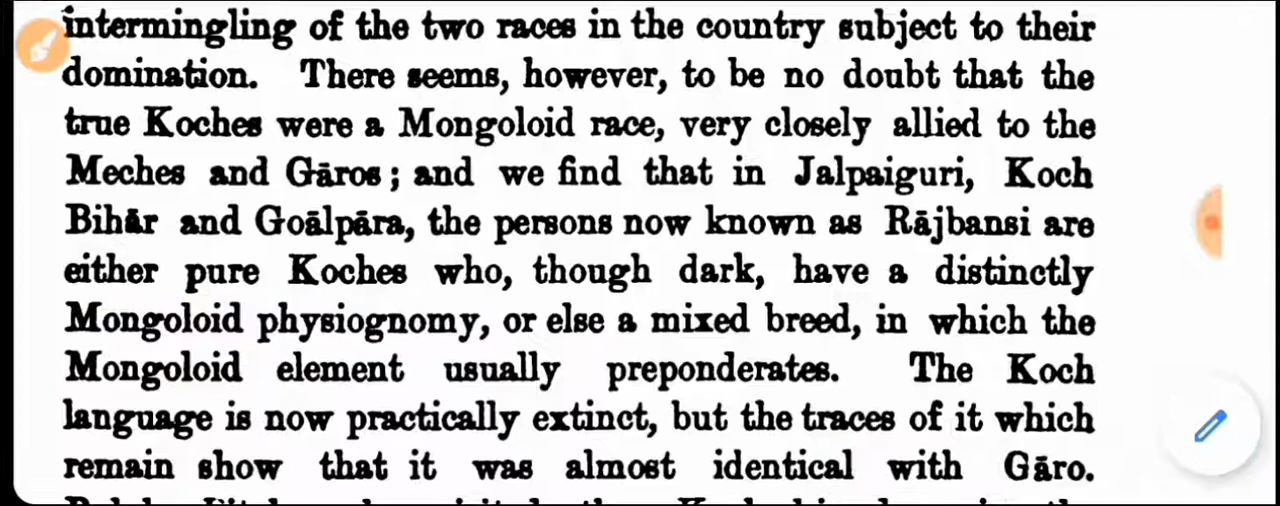 intermingling of the two races in the country subject to their
domination. There seems, however, to be no doubt that the
true Koches were a Mongoloid race, very closely allied to the
Meches and Gāros; and we find that in Jalpaiguri, Koch
Bihār and Goālpāra, the persons now known as Rājbansi are
either pure Koches who, though dark, have a distinctly
Mongoloid physiognomy, or else a mixed breed, in which the
Mongoloid element usually preponderates. The Koch
language is now practically extinct, but the traces of it which
remain show that it was almost identical with Gāro.